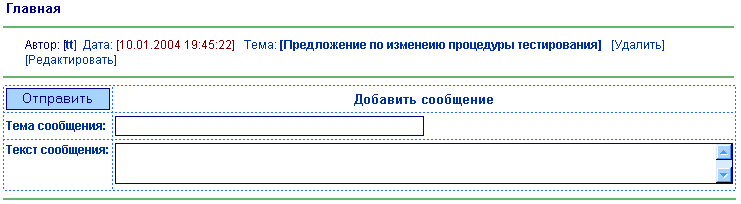 Главная
Автор: [tt] Дата: [10.01.2004 19:45:22] Тема: [Предложение по изменеию процедуры тестирования] [Удалить]
[Редактировать]
Отправить Добавить сообщение
Тема сообщения:
Текст сообщения: